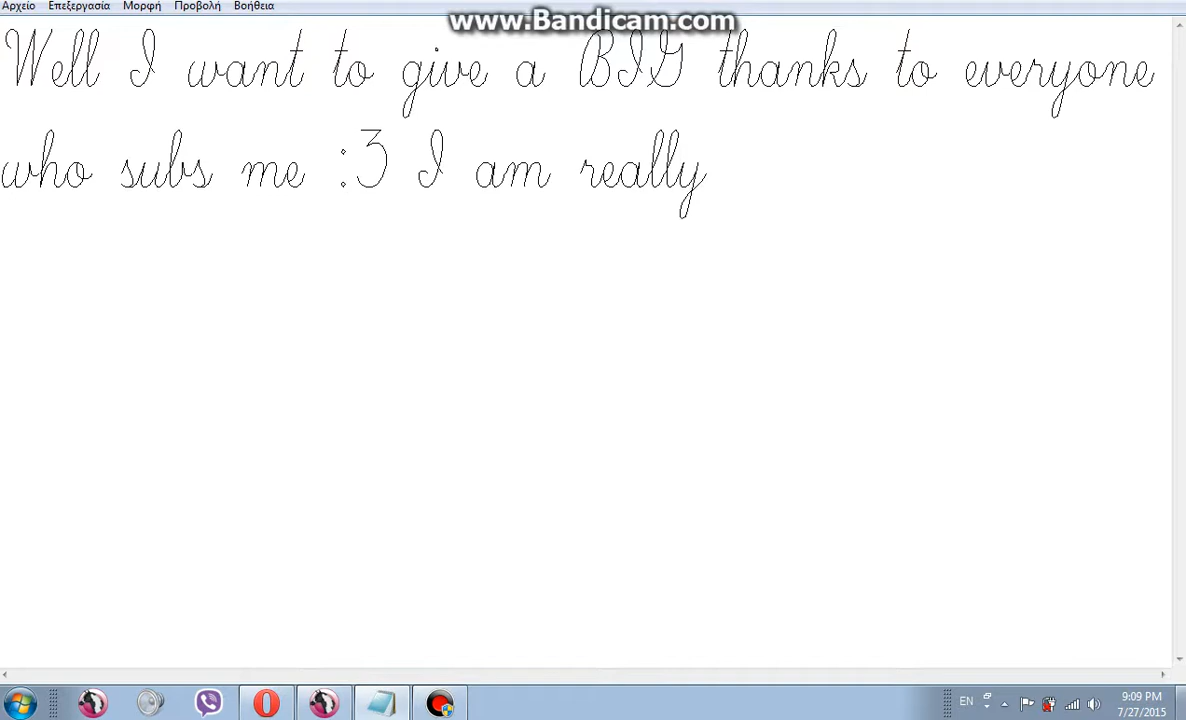 Αρχείο Επεξεργασία Μορφή Προβολή Βοήθεια
www.Bandicam.com
Well I want to give a BIG thanks to everyone
who subs me :3 I am really
EN
9:09 PM
7/27/2015